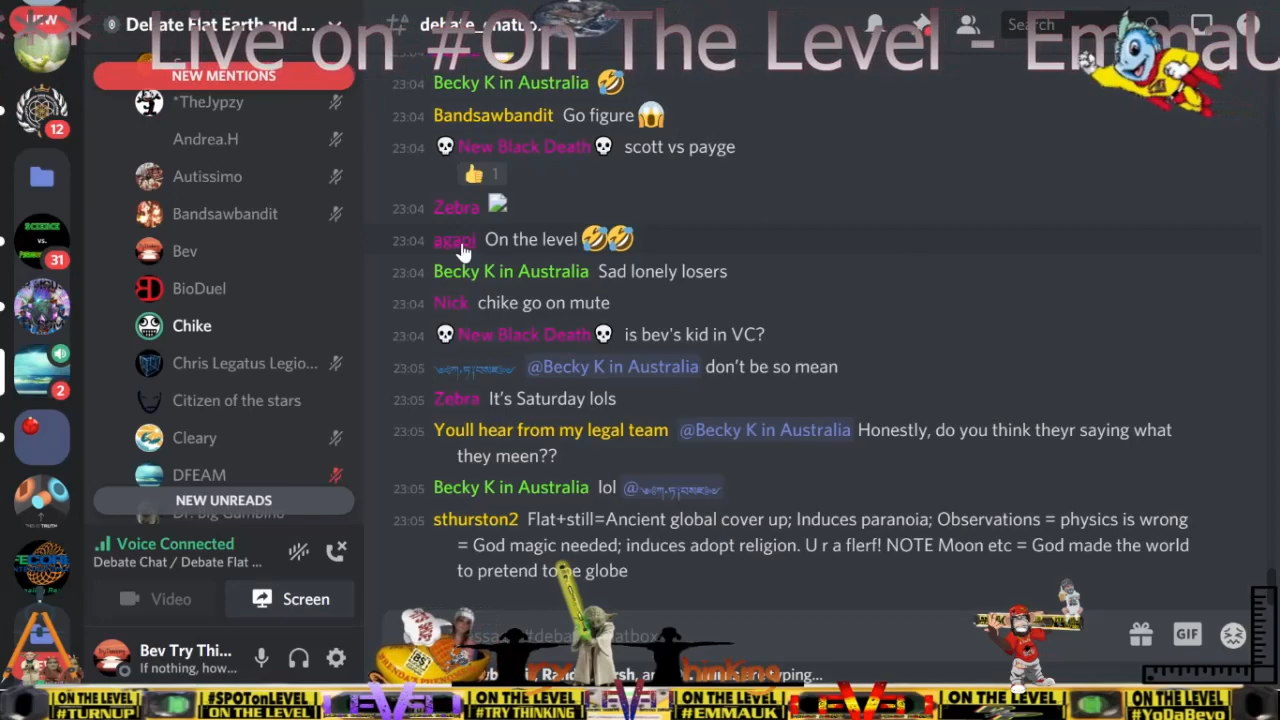 NEW
Debate Flat Earth and ...
debate_chatbo
Search
*** Live on #On The Level - EmmaU
NEW MENTIONS
*TheJypzy
Andrea.H
Autissimo
Bandsawbandit
Bev
BioDuel
Chike
Chris Legatus Legio...
Citizen of the stars
Cleary
DFEAM
NEW UNREADS
12
31
2
Voice Connected
Debate Chat / Debate Flat ...
Video
Screen
Bev Try Thi...
If nothing, how...
23:04 Becky K in Australia 🤣
23:04 Bandsawbandit Go figure 😱
23:04 💀New Black Death💀 scott vs payge
👍 1
23:04 Zebra
23:04 agapi On the level 🤣🤣
23:04 Becky K in Australia Sad lonely losers
23:04 Nick chike go on mute
23:04 💀New Black Death💀 is bev's kid in VC?
23:05 @Becky K in Australia don't be so mean
23:05 Zebra It's Saturday lols
23:05 Youll hear from my legal team @Becky K in Australia Honestly, do you think theyr saying what
they meen??
23:05 Becky K in Australia lol @
23:05 sthurston2 Flat+still=Ancient global cover up; Induces paranoia; Observations = physics is wrong
= God magic needed; induces adopt religion. U r a flerf! NOTE Moon etc = God made the world
to pretend to be globe
GIF
ON THE LEVEL
#TURNUP
#SPOTonLEVEL
ON THE LEVEL
ON THE LEVEL
#TRY THINKING
ON THE LEVEL
#EMMAUK
ON THE LEVEL
ON THE LEVEL
#YoDaBev